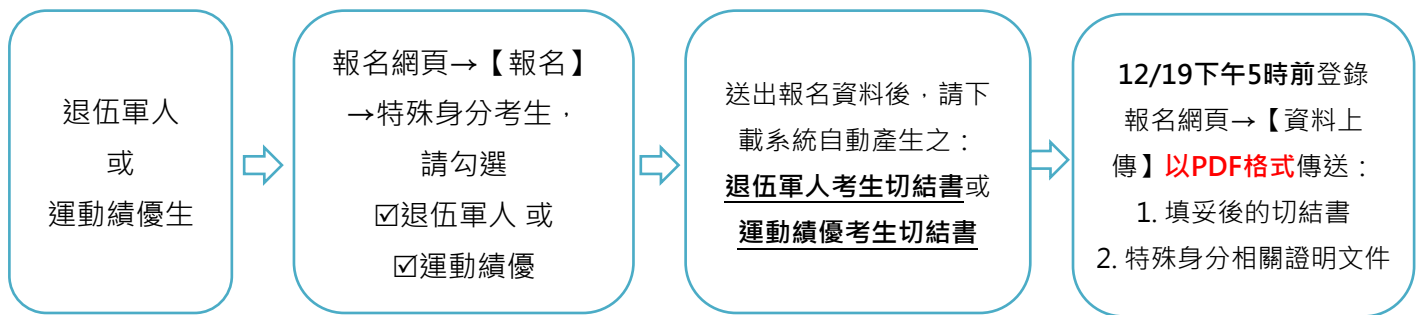 退伍軍人
或
運動績優生
報名網頁→【報名】
→特殊身分考生，
請勾選
☑退伍軍人 或
☑運動績優
送出報名資料後，請下
載系統自動產生之：
退伍軍人考生切結書或
運動績優考生切結書
12/19下午5時前登錄
報名網頁→【資料上
傳】以PDF格式傳送：
1. 填妥後的切結書
2. 特殊身分相關證明文件